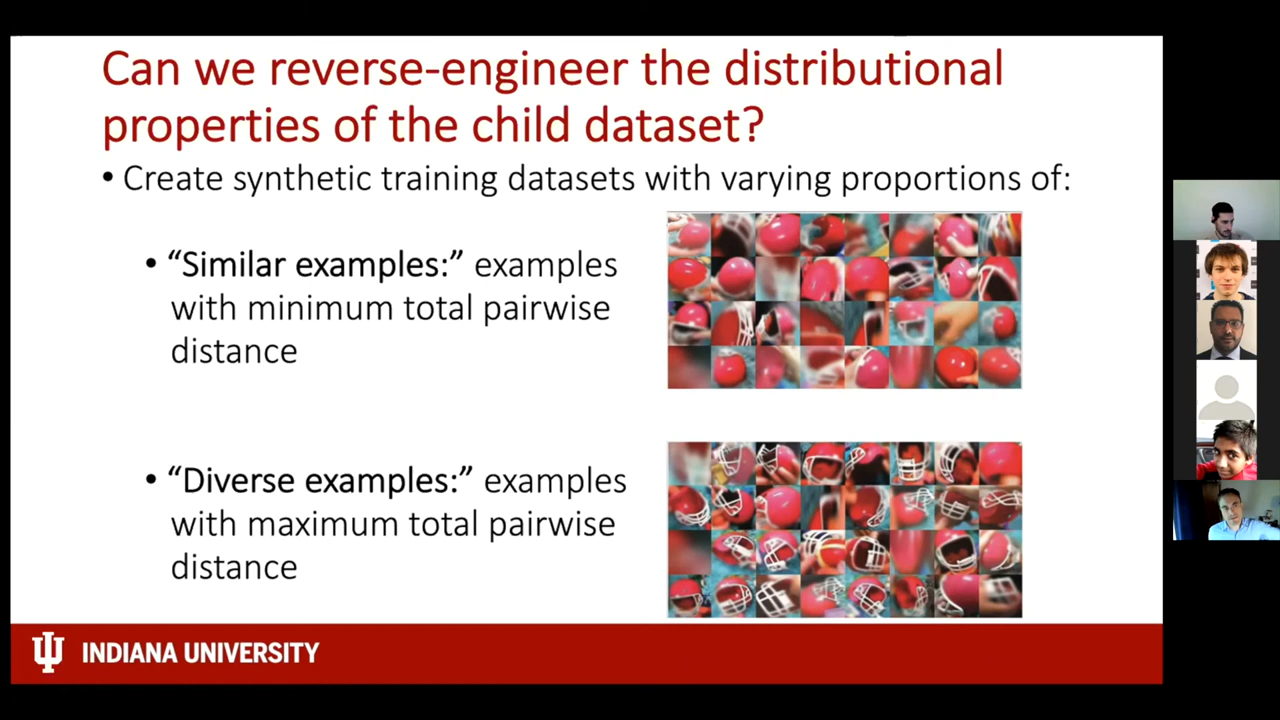 Can we reverse-engineer the distributional
properties of the child dataset?
• Create synthetic training datasets with varying proportions of:
• “Similar examples:” examples
with minimum total pairwise
distance
• “Diverse examples:” examples
with maximum total pairwise
distance
INDIANA UNIVERSITY